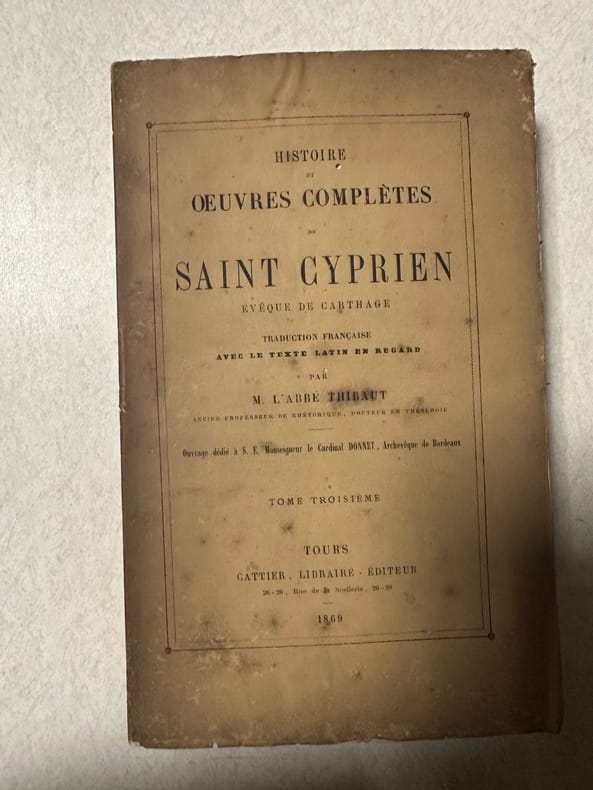 HISTOIRE
ET
OEUVRES COMPLÈTES
DE
SAINT CYPRIEN
ÉVÊQUE DE CARTHAGE
TRADUCTION FRANÇAISE
AVEC LE TEXTE LATIN EN REGARD
PAR
M. L'ABBÉ THIBAUT
ANCIEN PROFESSEUR DE RHÉTORIQUE, DOCTEUR EN THÉOLOGIE
Ouvrage dédié à S. E. Monseigneur le Cardinal DONNET, Archevêque de Bordeaux
TOME TROISIÈME
TOURS
CATTIER, LIBRAIRE-ÉDITEUR
Rue de la Scellerie,
1869